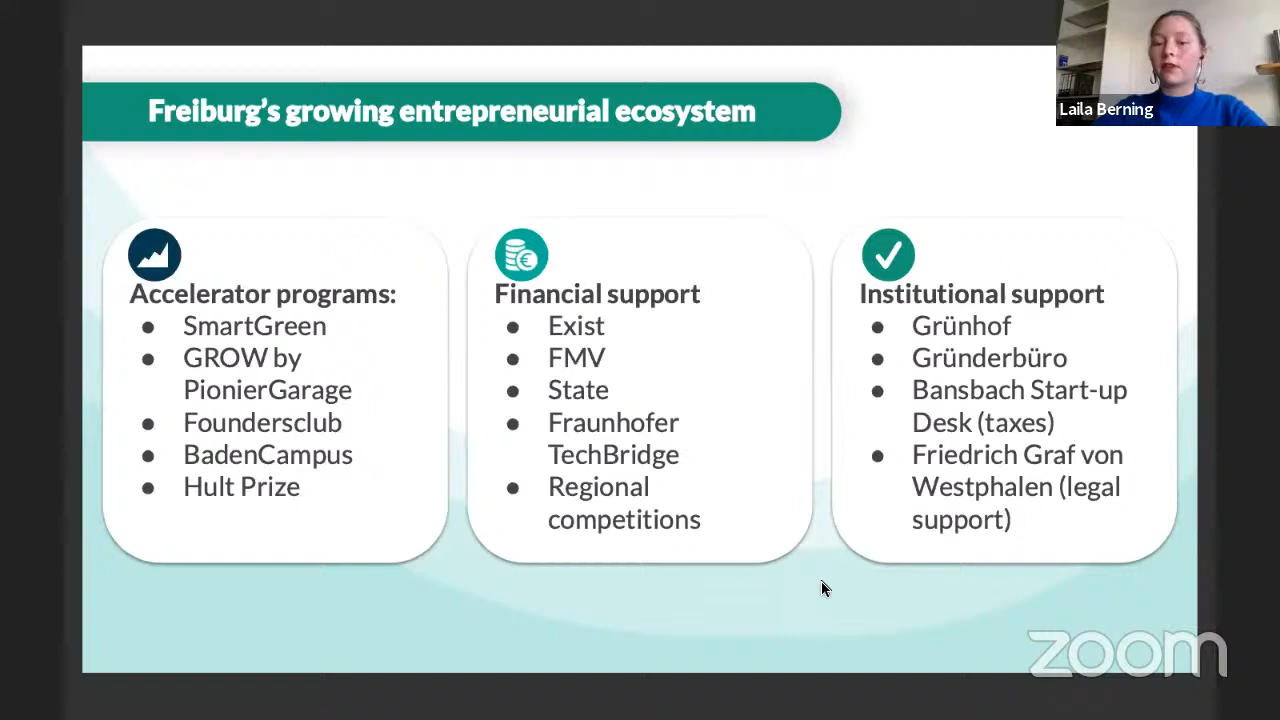 Freiburg's growing entrepreneurial ecosystem
Laila Berning
Accelerator programs:
● SmartGreen
● GROW by
PionierGarage
● Foundersclub
● BadenCampus
● Hult Prize
Financial support
● Exist
● FMV
● State
● Fraunhofer
TechBridge
● Regional
competitions
Institutional support
● Grünhof
● Gründerbüro
● Bansbach Start-up
Desk (taxes)
● Friedrich Graf von
Westphalen (legal
support)
zoom